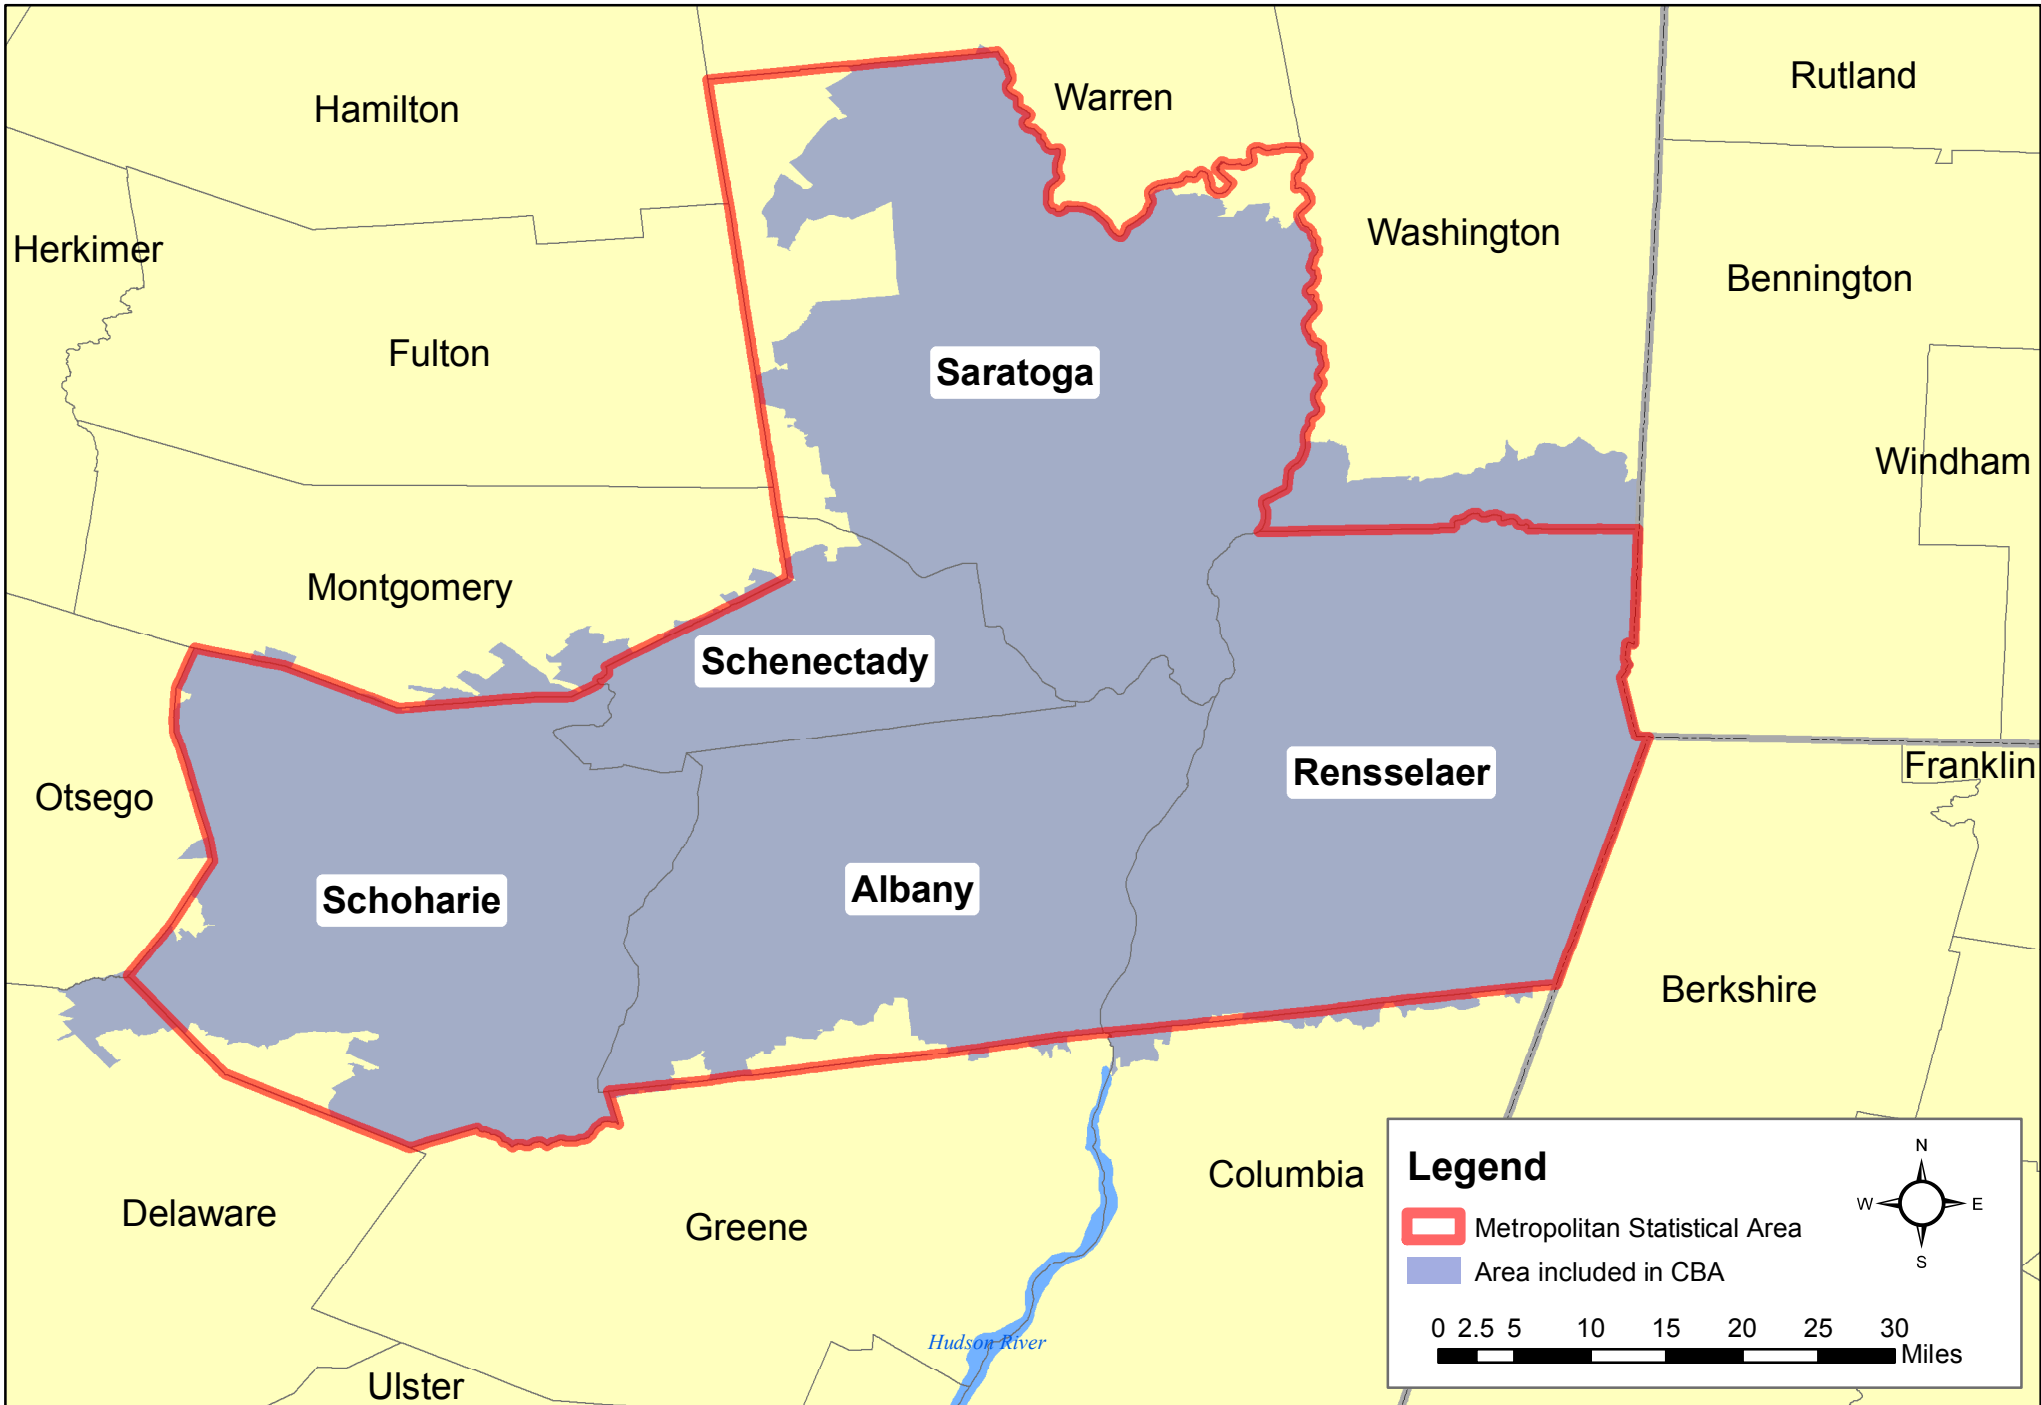 Hamilton
Warren
Rutland
Herkimer
Washington
Bennington
Fulton
Saratoga
Windham
Montgomery
Schenectady
Otsego
Rensselaer
Franklin
Schoharie
Albany
Berkshire
Delaware
Greene
Columbia
Hudson River
Ulster
Legend
Metropolitan Statistical Area
Area included in CBA
N
W
E
S
0 2.5 5 10 15 20 25 30
Miles